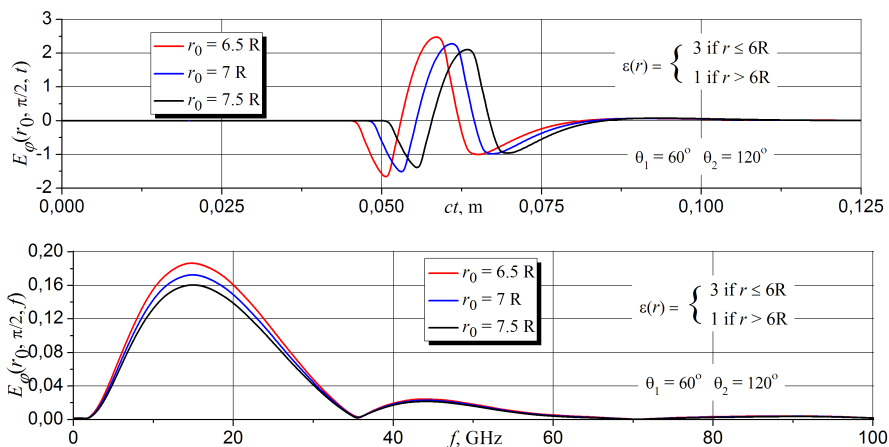 3
2
1
0
-1
-2
E_φ(r₀, π/2, t)
r₀ = 6.5 R
r₀ = 7 R
r₀ = 7.5 R
ε(r) = { 3 if r ≤ 6R
1 if r > 6R
θ₁ = 60° θ₂ = 120°
0,000 0,025 0,050 0,075 0,100 0,125
ct, m
0,20
0,16
0,12
0,08
0,04
0,00
E_φ(r₀, π/2, f)
r₀ = 6.5 R
r₀ = 7 R
r₀ = 7.5 R
ε(r) = { 3 if r ≤ 6R
1 if r > 6R
θ₁ = 60° θ₂ = 120°
0 20 40 60 80 100
f, GHz